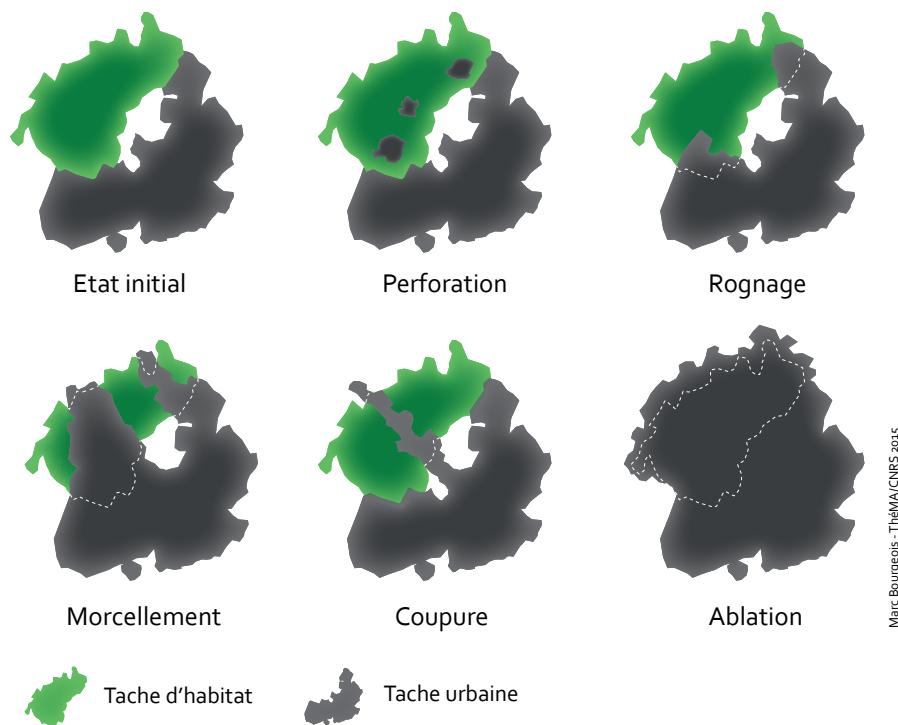 Etat initial
Perforation
Rognage
Morcellement
Coupure
Ablation
Tache d'habitat
Tache urbaine
Marc Bourgeois - ThéMA/CNRS 2015